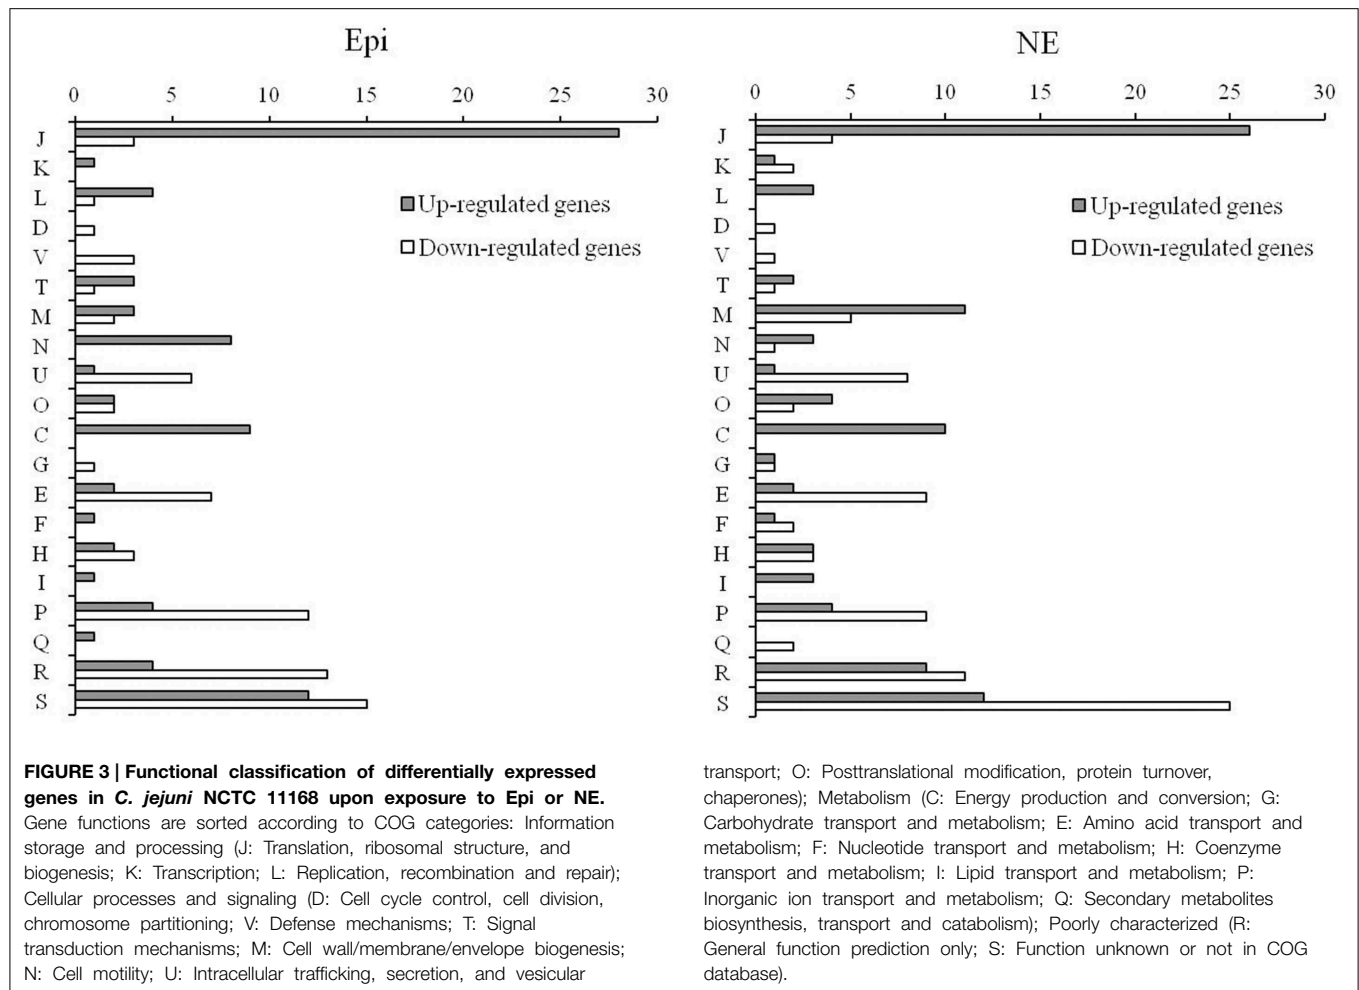 Epi
0 5 10 15 20 25 30
J
K
L
D
V
T
M
N
U
O
C
G
E
F
H
I
P
Q
R
S
Up-regulated genes
Down-regulated genes
NE
0 5 10 15 20 25 30
J
K
L
D
V
T
M
N
U
O
C
G
E
F
H
I
P
Q
R
S
Up-regulated genes
Down-regulated genes
FIGURE 3 | Functional classification of differentially expressed
genes in C. jejuni NCTC 11168 upon exposure to Epi or NE.
Gene functions are sorted according to COG categories: Information
storage and processing (J: Translation, ribosomal structure, and
biogenesis; K: Transcription; L: Replication, recombination and repair);
Cellular processes and signaling (D: Cell cycle control, cell division,
chromosome partitioning; V: Defense mechanisms; T: Signal
transduction mechanisms; M: Cell wall/membrane/envelope biogenesis;
N: Cell motility; U: Intracellular trafficking, secretion, and vesicular
transport; O: Posttranslational modification, protein turnover,
chaperones); Metabolism (C: Energy production and conversion; G:
Carbohydrate transport and metabolism; E: Amino acid transport and
metabolism; F: Nucleotide transport and metabolism; H: Coenzyme
transport and metabolism; I: Lipid transport and metabolism; P:
Inorganic ion transport and metabolism; Q: Secondary metabolites
biosynthesis, transport and catabolism); Poorly characterized (R:
General function prediction only; S: Function unknown or not in COG
database).